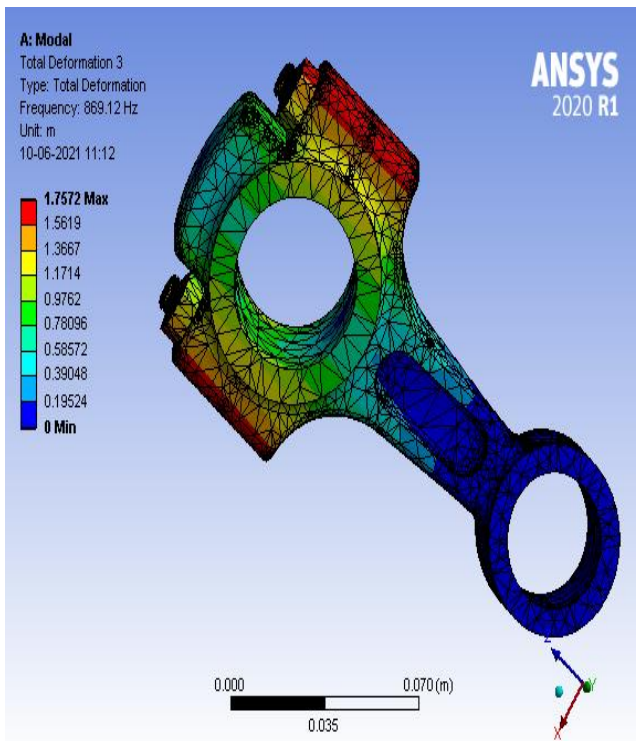 A: Modal
Total Deformation 3
Type: Total Deformation
Frequency: 869.12 Hz
Unit: m
10-06-2021 11:12
ANSYS
2020 R1
1.7572 Max
1.5619
1.3667
1.1714
0.9762
0.78096
0.58572
0.39048
0.19524
0 Min
0.000
0.070 (m)
0.035
Z
Y
X